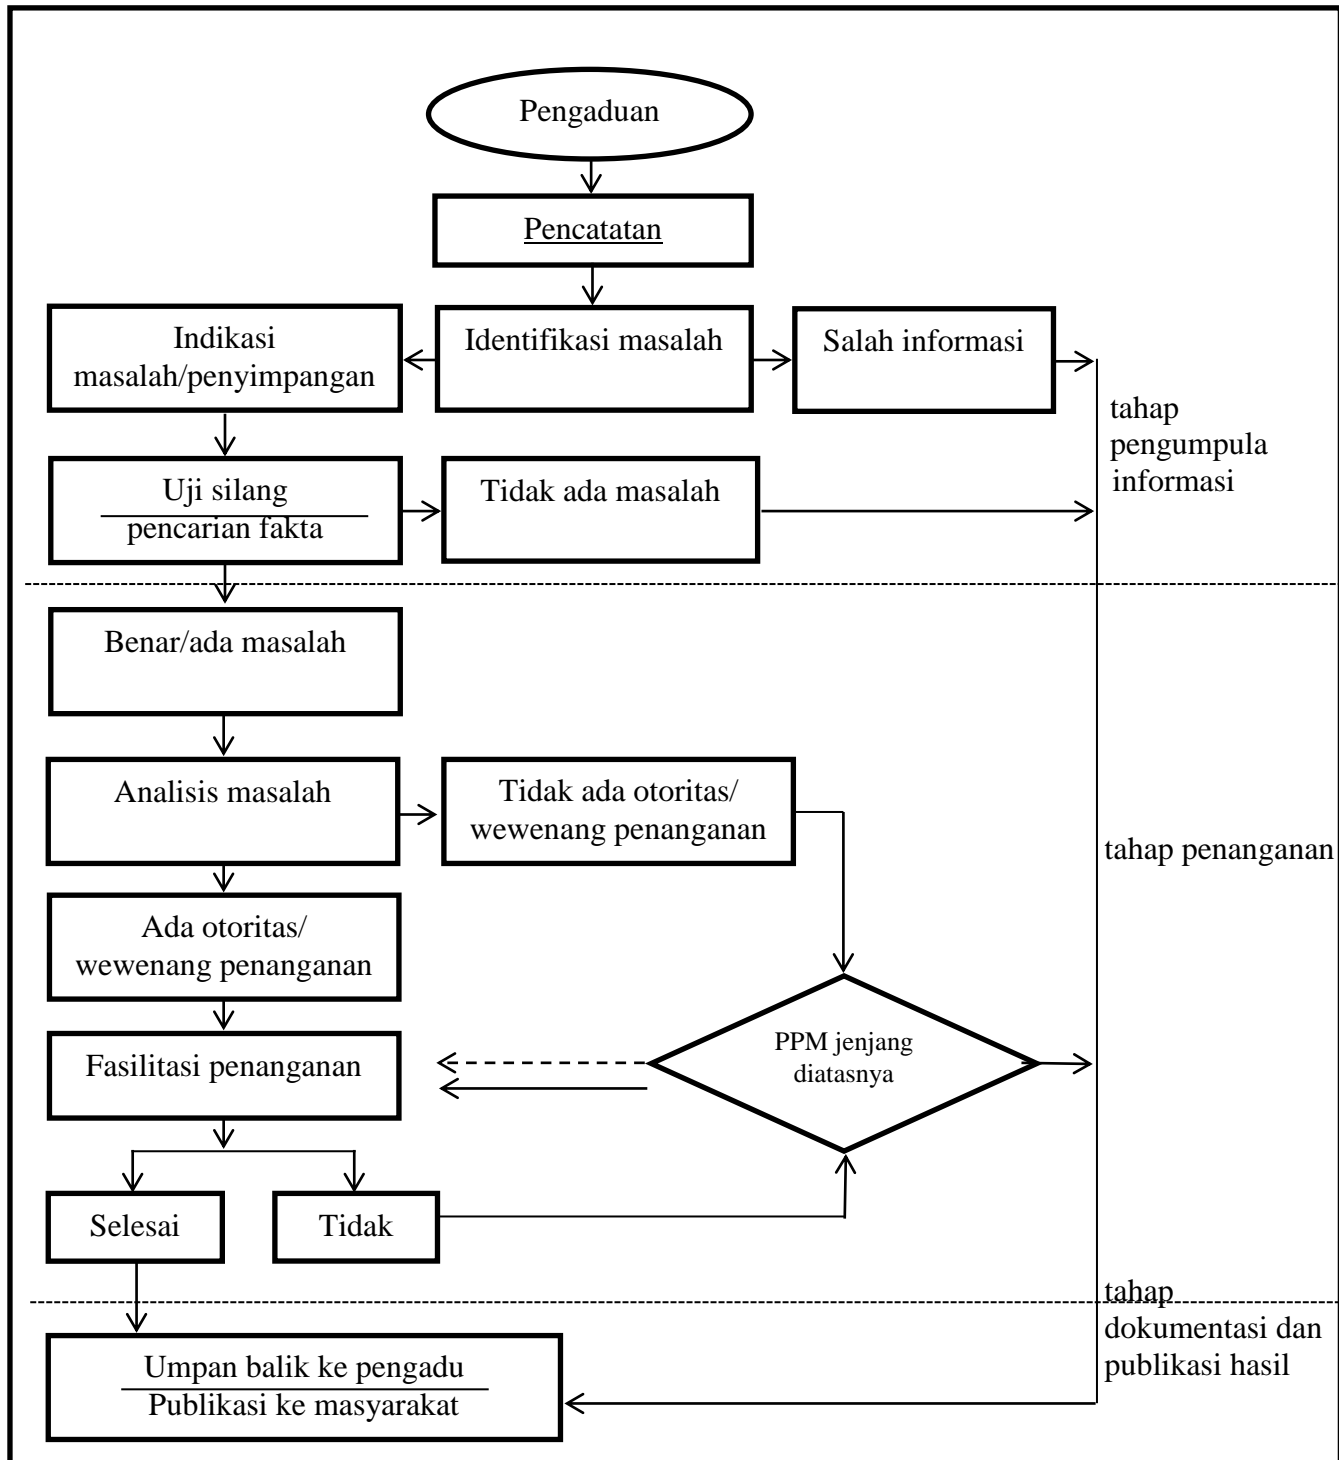 Pengaduan
Pencatatan
Indikasi
masalah/penyimpangan
Identifikasi masalah
Salah informasi
tahap
pengumpula
informasi
Uji silang
pencarian fakta
Tidak ada masalah
Benar/ada masalah
Analisis masalah
Tidak ada otoritas/
wewenang penanganan
tahap penanganan
Ada otoritas/
wewenang penanganan
Fasilitasi penanganan
PPM jenjang
diatasnya
Selesai
Tidak
tahap
dokumentasi dan
publikasi hasil
Umpan balik ke pengadu
Publikasi ke masyarakat